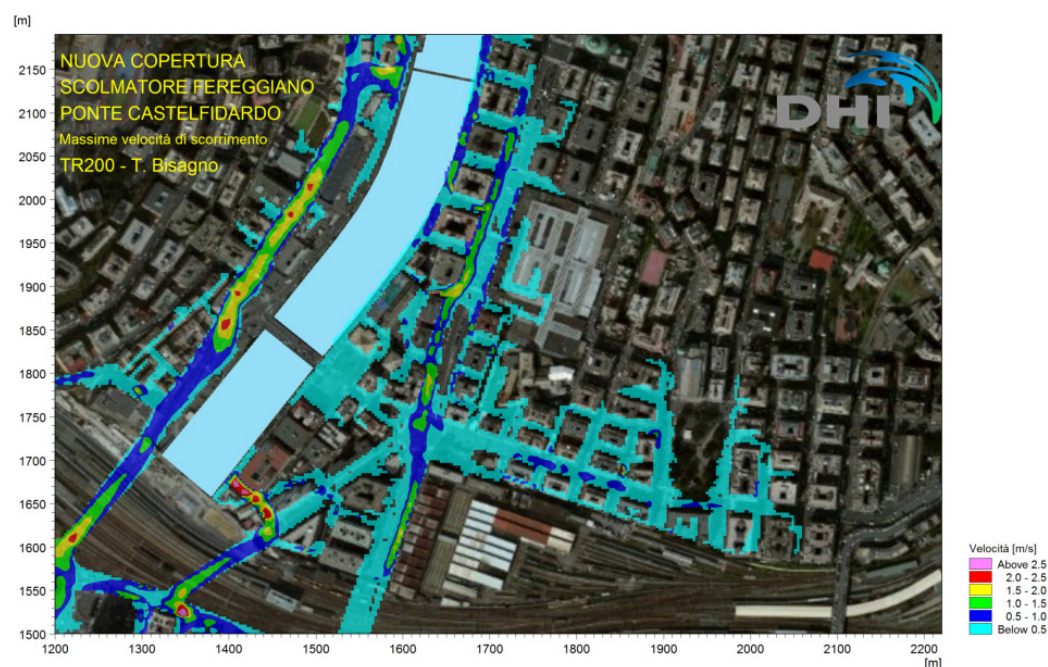 [m]
NUOVA COPERTURA
SCOLMATORE FEREGGIANO
PONTE CASTELFIDARDO
Massime velocità di scorrimento
TR200 - T. Bisagno
DHI
2150
2100
2050
2000
1950
1900
1850
1800
1750
1700
1650
1600
1550
1500
1200 1300 1400 1500 1600 1700 1800 1900 2000 2100 2200
[m]
Velocità [m/s]
Above 2.5
2.0 - 2.5
1.5 - 2.0
1.0 - 1.5
0.5 - 1.0
Below 0.5